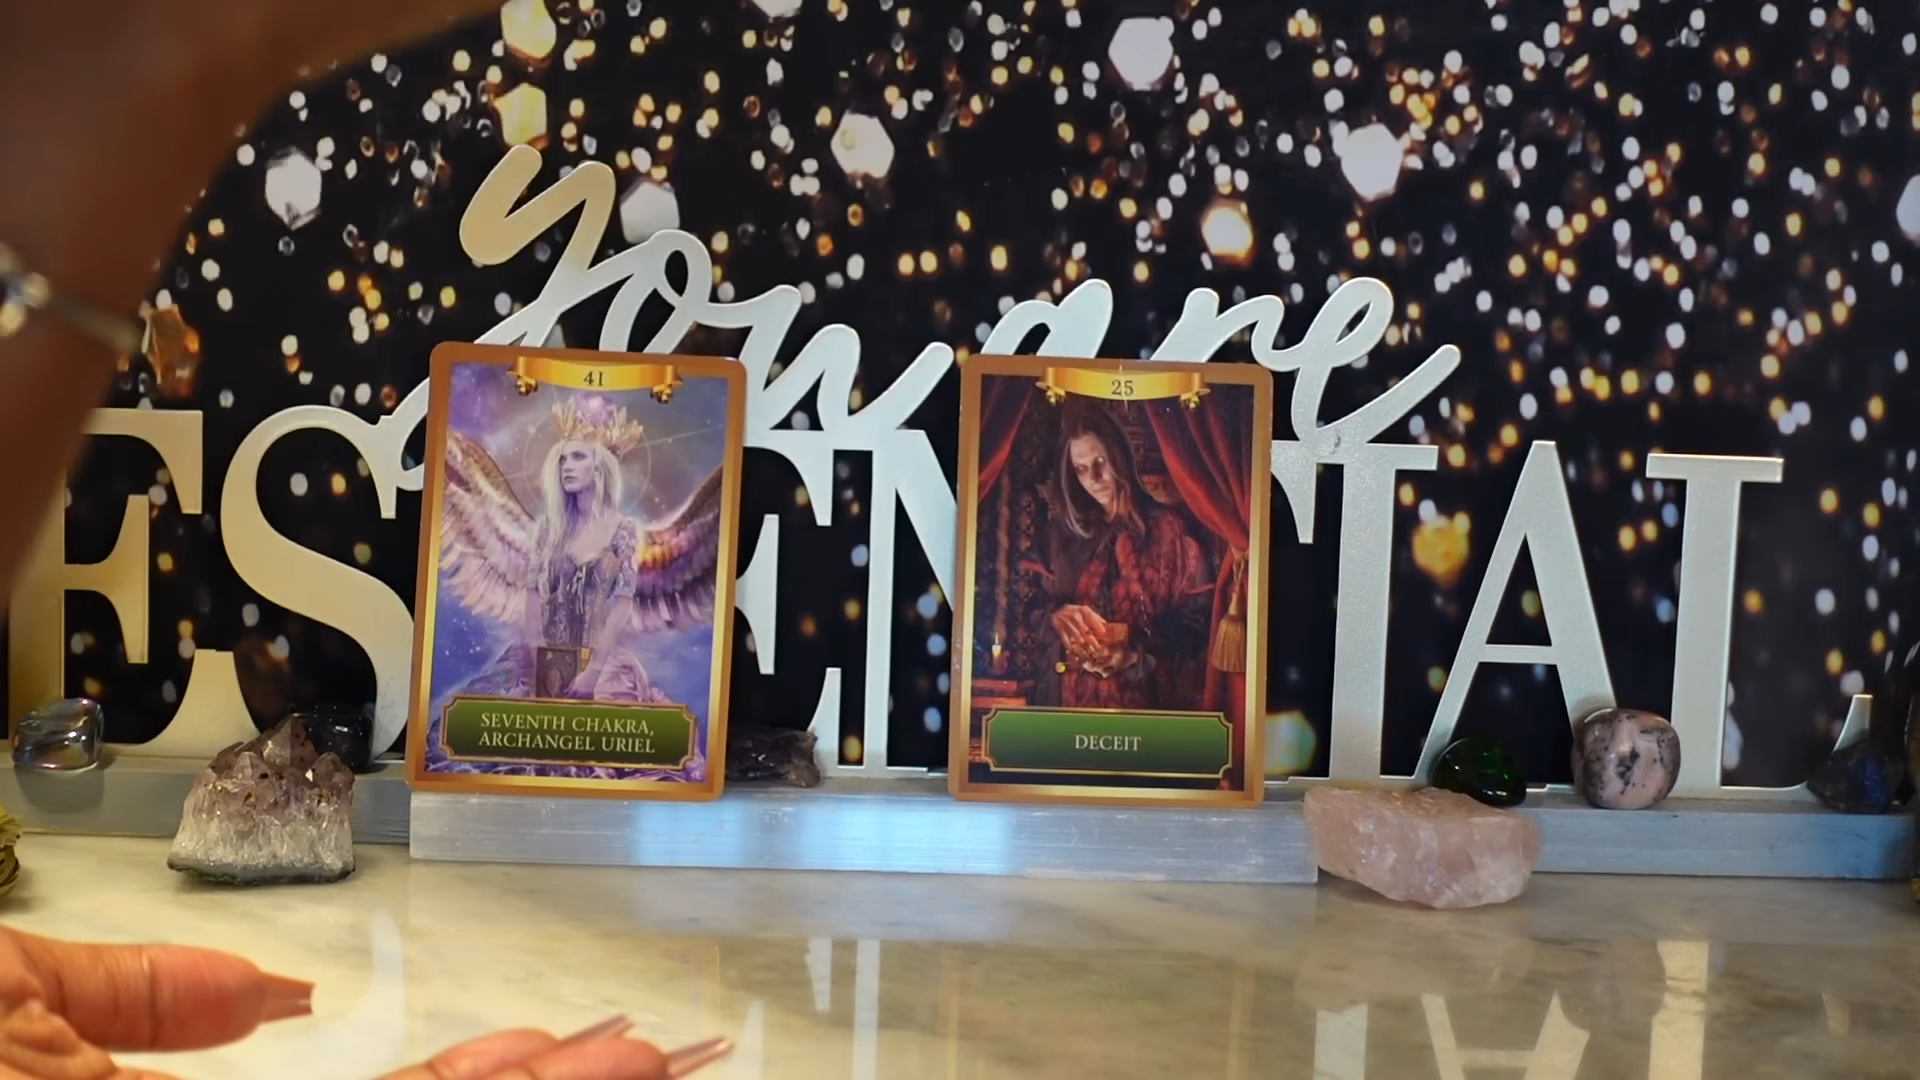 you are
ESSENTIAL
41
SEVENTH CHAKRA,
ARCHANGEL URIEL
25
DECEIT